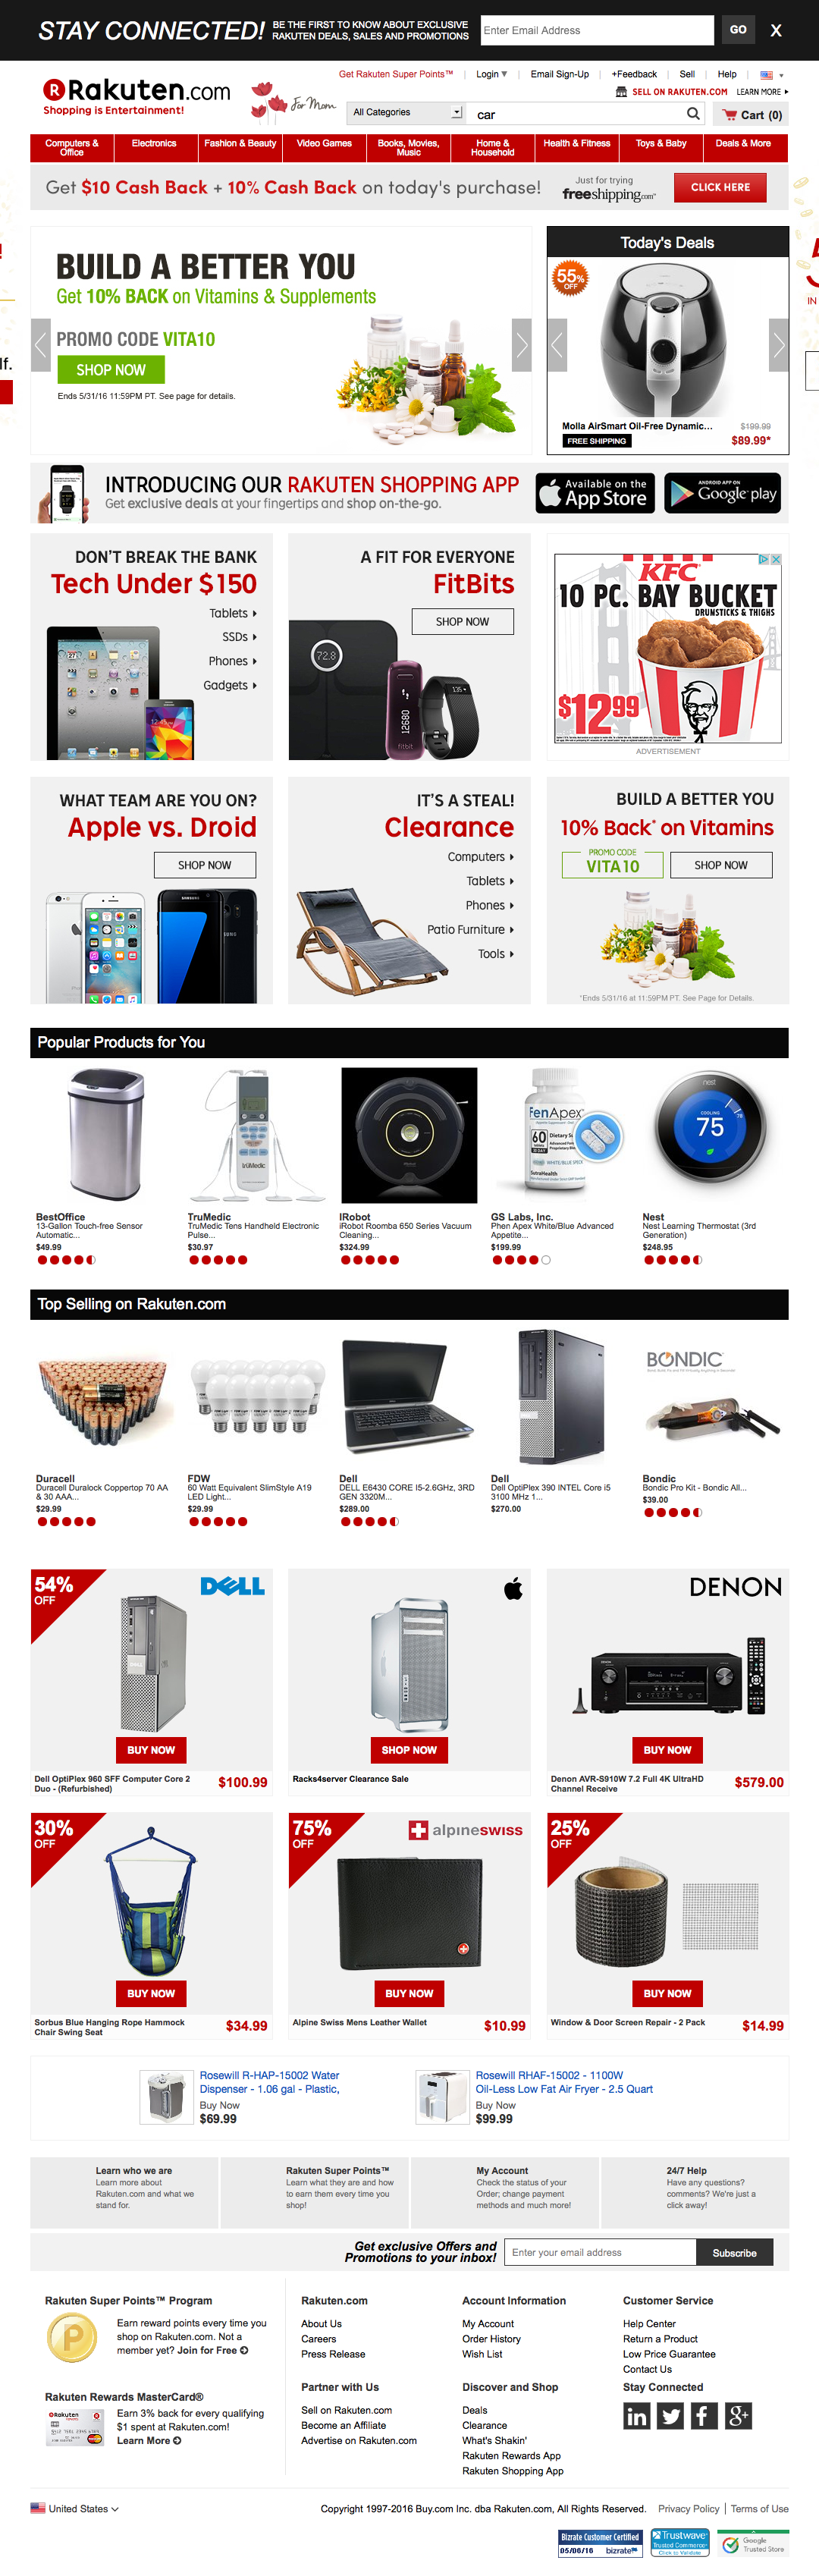 STAY CONNECTED! BE THE FIRST TO KNOW ABOUT EXCLUSIVE
RAKUTEN DEALS, SALES AND PROMOTIONS
Enter Email Address
GO
X
Get Rakuten Super Points™ | Login | Email Sign-Up | +Feedback | Sell | Help
SELL ON RAKUTEN.COM LEARN MORE
Rakuten.com
Shopping is Entertainment!
For Mom
All Categories
car
Cart (0)
Computers & Office
Electronics
Fashion & Beauty
Video Games
Books, Movies, Music
Home & Household
Health & Fitness
Toys & Baby
Deals & More
Get $10 Cash Back + 10% Cash Back on today's purchase!
Just for trying
freeshipping.com
CLICK HERE
BUILD A BETTER YOU
Get 10% BACK on Vitamins & Supplements
PROMO CODE VITA10
SHOP NOW
Ends 5/31/16 11:59PM PT. See page for details.
Today's Deals
55% OFF
Molla AirSmart Oil-Free Dynamic...
$199.99
FREE SHIPPING
$89.99*
lf.
IN
INTRODUCING OUR RAKUTEN SHOPPING APP
Get exclusive deals at your fingertips and shop on-the-go.
Available on the
App Store
ANDROID APP ON
Google play
DON'T BREAK THE BANK
Tech Under $150
Tablets
SSDs
Phones
Gadgets
A FIT FOR EVERYONE
FitBits
SHOP NOW
72.8
12680
135
fitbit
KFC
10 PC. BAY BUCKET
DRUMSTICKS & THIGHS
$12.99
ADVERTISEMENT
WHAT TEAM ARE YOU ON?
Apple vs. Droid
SHOP NOW
IT'S A STEAL!
Clearance
Computers
Tablets
Phones
Patio Furniture
Tools
BUILD A BETTER YOU
10% Back* on Vitamins
PROMO CODE
VITA10
SHOP NOW
*Ends 5/31/16 at 11:59PM PT. See Page for Details.
Popular Products for You
truMedic
FenApex
60
nest
COOLING
75
BestOffice
13-Gallon Touch-free Sensor
Automatic...
$49.99
TruMedic
TruMedic Tens Handheld Electronic
Pulse...
$30.97
IRobot
iRobot Roomba 650 Series Vacuum
Cleaning...
$324.99
GS Labs, Inc.
Phen Apex White/Blue Advanced
Appetite...
$199.99
Nest
Nest Learning Thermostat (3rd
Generation)
$248.95
Top Selling on Rakuten.com
BONDIC
Duracell
Duracell Duralock Coppertop 70 AA
& 30 AAA...
$29.99
FDW
60 Watt Equivalent SlimStyle A19
LED Light...
$29.99
Dell
DELL E6430 CORE I5-2.6GHz, 3RD
GEN 3320M...
$289.00
Dell
Dell OptiPlex 390 INTEL Core i5
3100 MHz 1...
$270.00
Bondic
Bondic Pro Kit - Bondic All...
$39.00
54% OFF
DELL
BUY NOW
Dell OptiPlex 960 SFF Computer Core 2
Duo - (Refurbished)
$100.99
SHOP NOW
Racks4server Clearance Sale
DENON
BUY NOW
Denon AVR-S910W 7.2 Full 4K UltraHD
Channel Receive
$579.00
30% OFF
BUY NOW
Sorbus Blue Hanging Rope Hammock
Chair Swing Seat
$34.99
75% OFF
alpineswiss
BUY NOW
Alpine Swiss Mens Leather Wallet
$10.99
25% OFF
BUY NOW
Window & Door Screen Repair - 2 Pack
$14.99
Rosewill R-HAP-15002 Water
Dispenser - 1.06 gal - Plastic,
Buy Now
$69.99
Rosewill RHAF-15002 - 1100W
Oil-Less Low Fat Air Fryer - 2.5 Quart
Buy Now
$99.99
Learn who we are
Learn more about
Rakuten.com and what we
stand for.
Rakuten Super Points™
Learn what they are and how
to earn them every time you
shop!
My Account
Check the status of your
Order; change payment
methods and much more!
24/7 Help
Have any questions?
comments? We're just a
click away!
Get exclusive Offers and
Promotions to your inbox!
Enter your email address
Subscribe
Rakuten Super Points™ Program
P
Earn reward points every time you
shop on Rakuten.com. Not a
member yet? Join for Free
Rakuten Rewards MasterCard®
Earn 3% back for every qualifying
$1 spent at Rakuten.com!
Learn More
Rakuten.com
About Us
Careers
Press Release
Partner with Us
Sell on Rakuten.com
Become an Affiliate
Advertise on Rakuten.com
Account Information
My Account
Order History
Wish List
Discover and Shop
Deals
Clearance
What's Shakin'
Rakuten Rewards App
Rakuten Shopping App
Customer Service
Help Center
Return a Product
Low Price Guarantee
Contact Us
Stay Connected
United States
Copyright 1997-2016 Buy.com Inc. dba Rakuten.com, All Rights Reserved. Privacy Policy | Terms of Use
Bizrate Customer Certified
05/06/16 bizrate
Trustwave
Trusted Commerce
Click to Validate
Google
Trusted Store